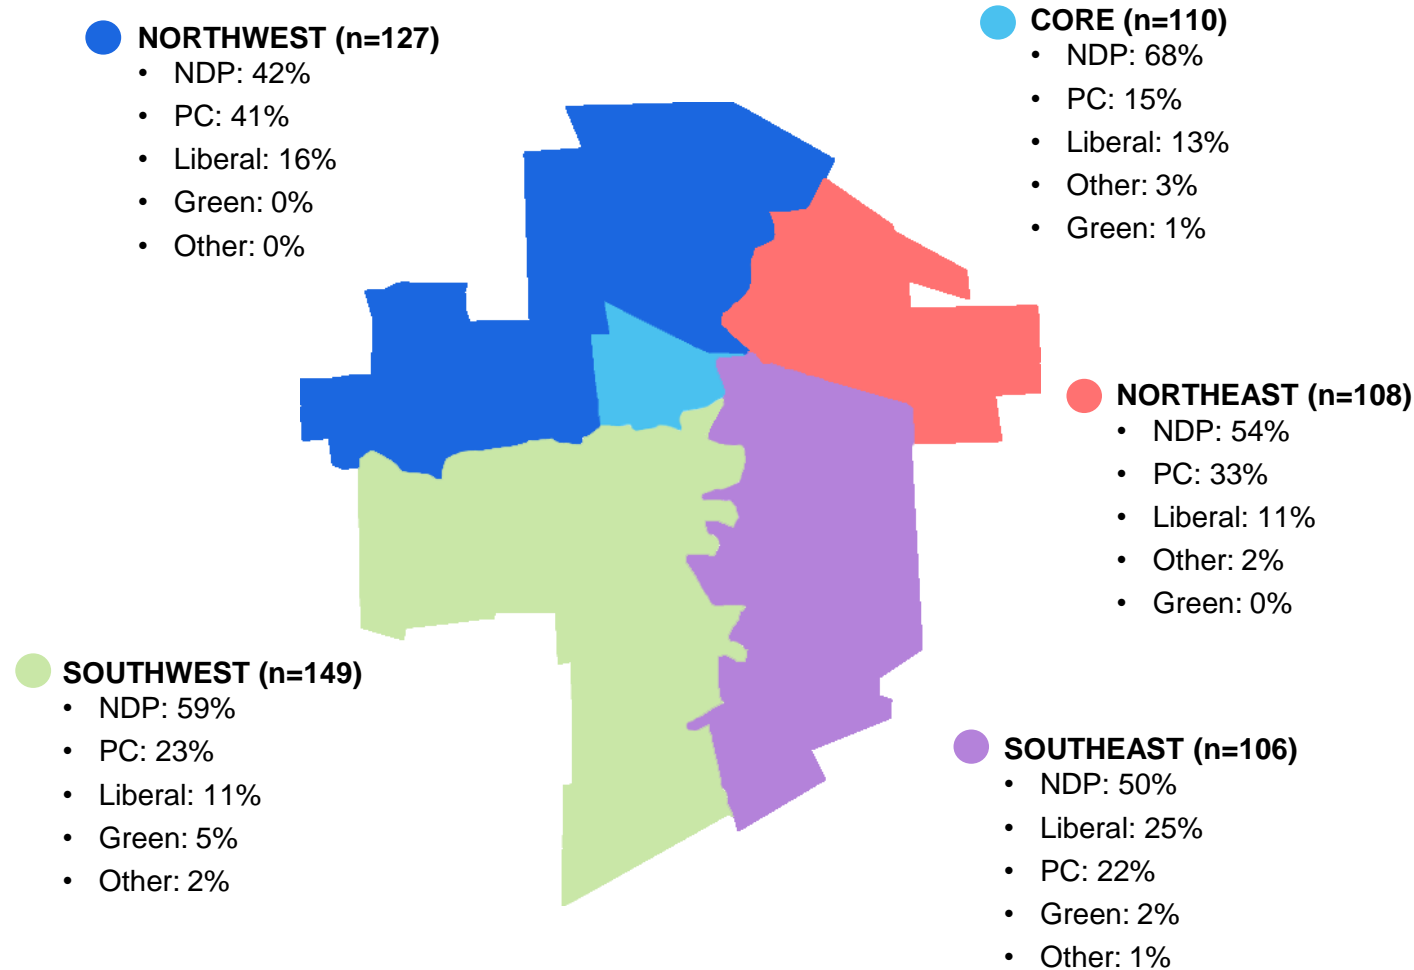 NORTHWEST (n=127)
• NDP: 42%
• PC: 41%
• Liberal: 16%
• Green: 0%
• Other: 0%
CORE (n=110)
• NDP: 68%
• PC: 15%
• Liberal: 13%
• Other: 3%
• Green: 1%
NORTHEAST (n=108)
• NDP: 54%
• PC: 33%
• Liberal: 11%
• Other: 2%
• Green: 0%
SOUTHWEST (n=149)
• NDP: 59%
• PC: 23%
• Liberal: 11%
• Green: 5%
• Other: 2%
SOUTHEAST (n=106)
• NDP: 50%
• Liberal: 25%
• PC: 22%
• Green: 2%
• Other: 1%